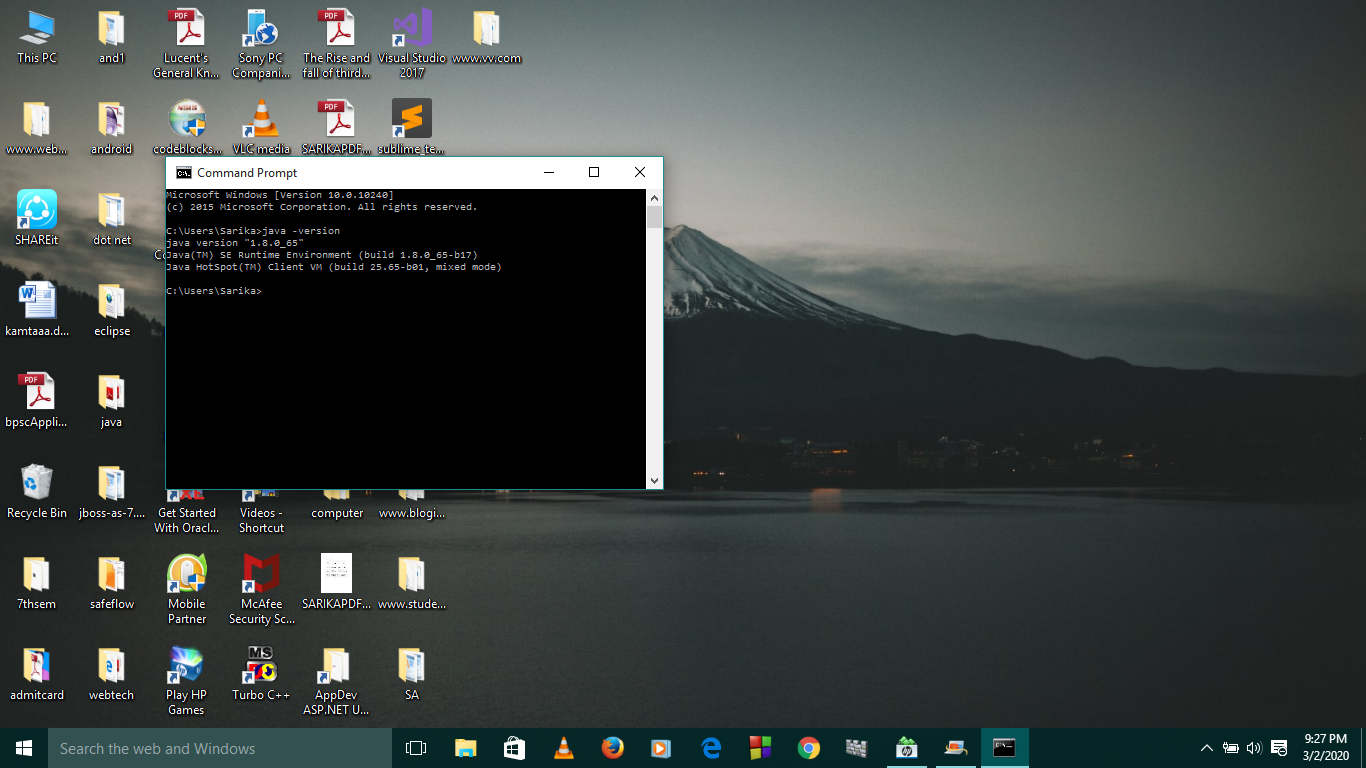 This PC
and1
Lucent's
General Kn...
Sony PC
Compani...
The Rise and
fall of third...
Visual Studio
2017
www.vv.com
www.web...
android
codeblocks...
VLC media
SARIKAPDF...
sublime_te...
SHAREit
dot net
kamtaaa.d...
eclipse
bpscAppli...
java
Recycle Bin
jboss-as-7....
Get Started
With Oracl...
Videos -
Shortcut
computer
www.blogi...
7thsem
safeflow
Mobile
Partner
McAfee
Security Sc...
SARIKAPDF...
www.stude...
admitcard
webtech
Play HP
Games
Turbo C++
AppDev
ASP.NET U...
SA
Command Prompt
Microsoft Windows [Version 10.0.10240]
(c) 2015 Microsoft Corporation. All rights reserved.
C:\Users\Sarika>java -version
java version "1.8.0_65"
Java(TM) SE Runtime Environment (build 1.8.0_65-b17)
Java HotSpot(TM) Client VM (build 25.65-b01, mixed mode)
C:\Users\Sarika>
Search the web and Windows
9:27 PM
3/2/2020